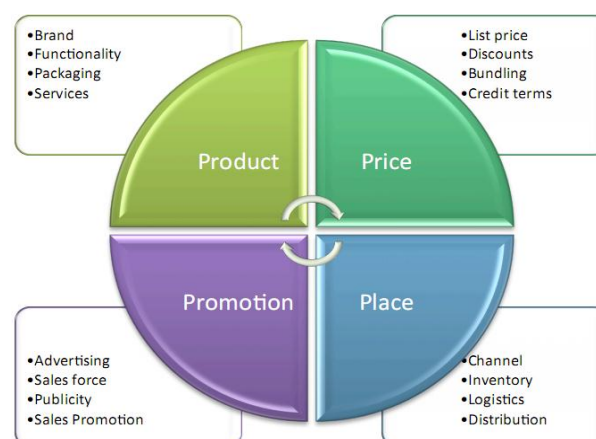 •Brand
•Functionality
•Packaging
•Services
•List price
•Discounts
•Bundling
•Credit terms
Product
Price
Promotion
Place
•Advertising
•Sales force
•Publicity
•Sales Promotion
•Channel
•Inventory
•Logistics
•Distribution